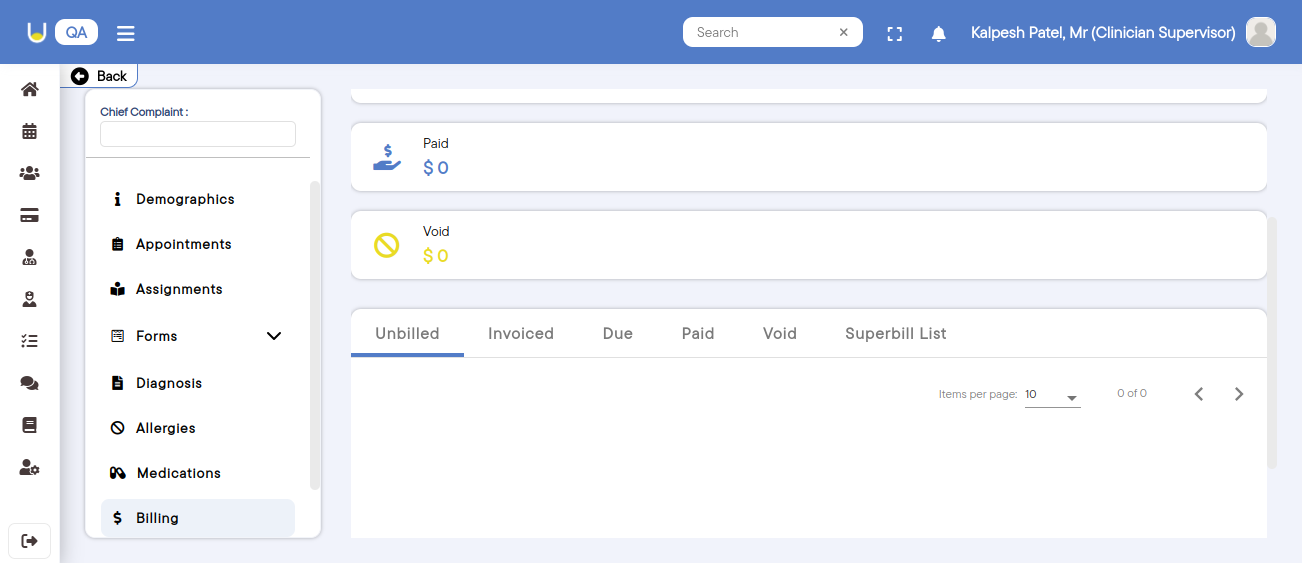 QA
Search
Kalpesh Patel, Mr (Clinician Supervisor)
Back
Chief Complaint :
Demographics
Appointments
Assignments
Forms
Diagnosis
Allergies
Medications
Billing
Paid
$ 0
Void
$ 0
Unbilled Invoiced Due Paid Void Superbill List
Items per page: 10 0 of 0